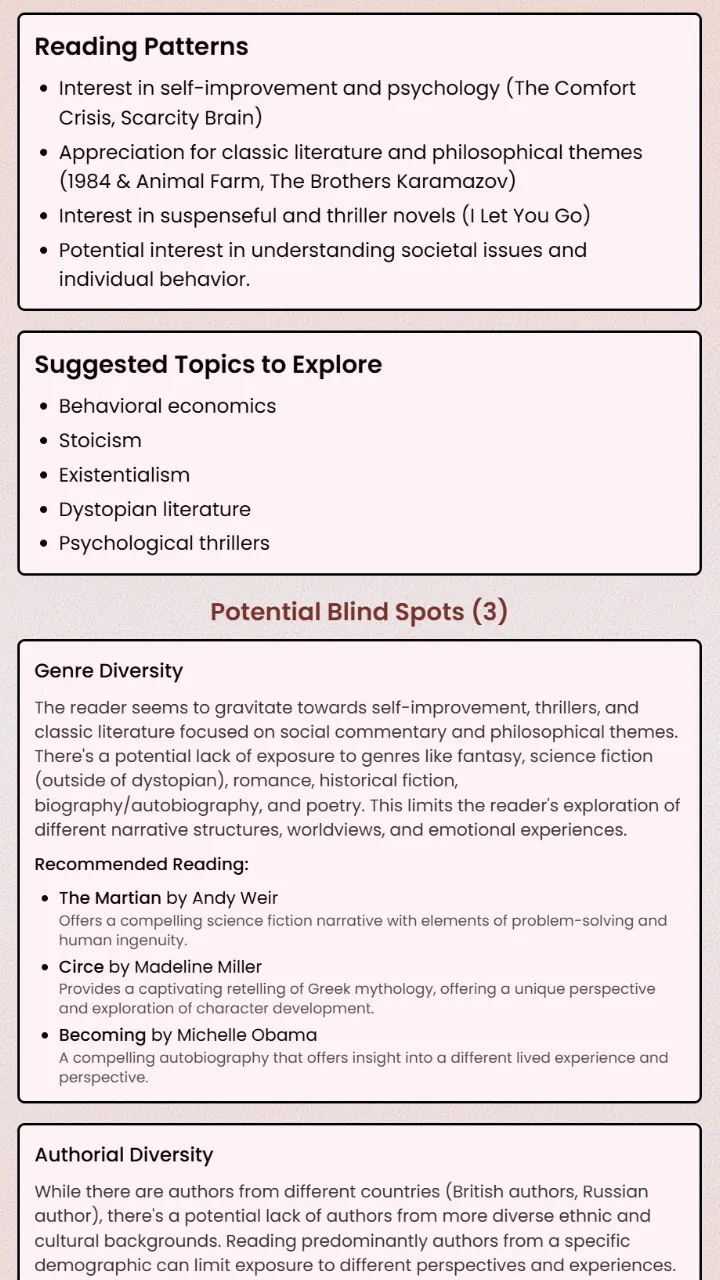 Reading Patterns
• Interest in self-improvement and psychology (The Comfort
Crisis, Scarcity Brain)
• Appreciation for classic literature and philosophical themes
(1984 & Animal Farm, The Brothers Karamazov)
• Interest in suspenseful and thriller novels (I Let You Go)
• Potential interest in understanding societal issues and
individual behavior.
Suggested Topics to Explore
• Behavioral economics
• Stoicism
• Existentialism
• Dystopian literature
• Psychological thrillers
Potential Blind Spots (3)
Genre Diversity
The reader seems to gravitate towards self-improvement, thrillers, and
classic literature focused on social commentary and philosophical themes.
There's a potential lack of exposure to genres like fantasy, science fiction
(outside of dystopian), romance, historical fiction,
biography/autobiography, and poetry. This limits the reader's exploration of
different narrative structures, worldviews, and emotional experiences.
Recommended Reading:
• The Martian by Andy Weir
Offers a compelling science fiction narrative with elements of problem-solving and
human ingenuity.
• Circe by Madeline Miller
Provides a captivating retelling of Greek mythology, offering a unique perspective
and exploration of character development.
• Becoming by Michelle Obama
A compelling autobiography that offers insight into a different lived experience and
perspective.
Authorial Diversity
While there are authors from different countries (British authors, Russian
author), there's a potential lack of authors from more diverse ethnic and
cultural backgrounds. Reading predominantly authors from a specific
demographic can limit exposure to different perspectives and experiences.